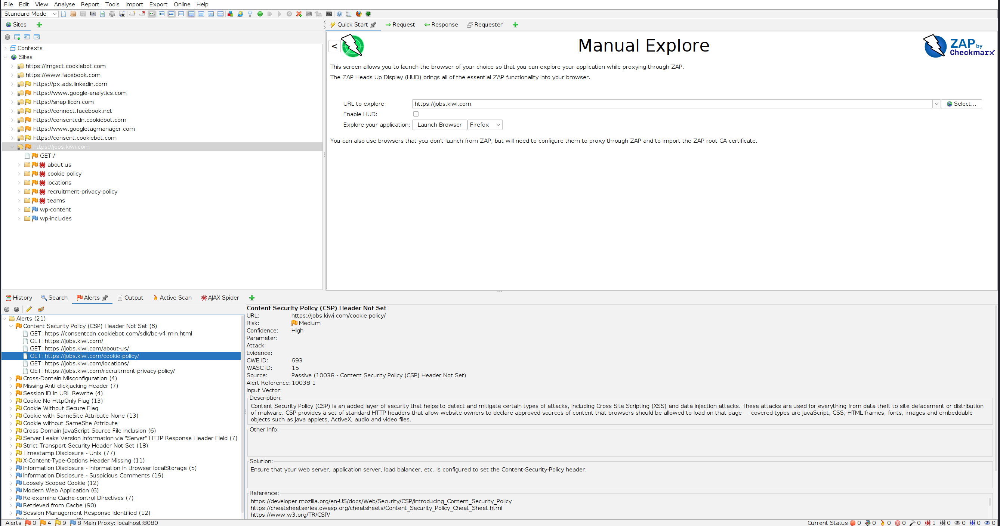 File Edit View Analyse Report Tools Import Export Online Help
Standard Mode
Sites
Quick Start Request Response Requester
Contexts
Sites
https://imgsct.cookiebot.com
https://www.facebook.com
https://px.ads.linkedin.com
https://www.google-analytics.com
https://snap.licdn.com
https://connect.facebook.net
https://consentcdn.cookiebot.com
https://www.googletagmanager.com
https://consent.cookiebot.com
https://jobs.kiwi.com
GET:/
about-us
cookie-policy
locations
recruitment-privacy-policy
teams
wp-content
wp-includes
<
Manual Explore
ZAP by
Checkmarx
This screen allows you to launch the browser of your choice so that you can explore your application while proxying through ZAP.
The ZAP Heads Up Display (HUD) brings all of the essential ZAP functionality into your browser.
URL to explore: https://jobs.kiwi.com Select...
Enable HUD:
Explore your application: Launch Browser Firefox
You can also use browsers that you don't launch from ZAP, but will need to configure them to proxy through ZAP and to import the ZAP root CA certificate.
History Search Alerts Output Active Scan AJAX Spider
Alerts (21)
Content Security Policy (CSP) Header Not Set (6)
GET: https://consentcdn.cookiebot.com/sdk/bc-v4.min.html
GET: https://jobs.kiwi.com/
GET: https://jobs.kiwi.com/about-us/
GET: https://jobs.kiwi.com/cookie-policy/
GET: https://jobs.kiwi.com/locations/
GET: https://jobs.kiwi.com/recruitment-privacy-policy/
Cross-Domain Misconfiguration (4)
Missing Anti-clickjacking Header (7)
Session ID in URL Rewrite (4)
Cookie No HttpOnly Flag (13)
Cookie Without Secure Flag
Cookie with SameSite Attribute None (13)
Cookie without SameSite Attribute
Cross-Domain JavaScript Source File Inclusion (6)
Server Leaks Version Information via "Server" HTTP Response Header Field (7)
Strict-Transport-Security Header Not Set (18)
Timestamp Disclosure - Unix (77)
X-Content-Type-Options Header Missing (11)
Information Disclosure - Information in Browser localStorage (5)
Information Disclosure - Suspicious Comments (19)
Loosely Scoped Cookie (12)
Modern Web Application (6)
Re-examine Cache-control Directives (7)
Retrieved from Cache (90)
Session Management Response Identified (12)
Content Security Policy (CSP) Header Not Set
URL: https://jobs.kiwi.com/cookie-policy/
Risk: Medium
Confidence: High
Parameter:
Attack:
Evidence:
CWE ID: 693
WASC ID: 15
Source: Passive (10038 - Content Security Policy (CSP) Header Not Set)
Alert Reference: 10038-1
Input Vector:
Description:
Content Security Policy (CSP) is an added layer of security that helps to detect and mitigate certain types of attacks, including Cross Site Scripting (XSS) and data injection attacks. These attacks are used for everything from data theft to site defacement or distribution
of malware. CSP provides a set of standard HTTP headers that allow website owners to declare approved sources of content that browsers should be allowed to load on that page — covered types are JavaScript, CSS, HTML frames, fonts, images and embeddable
objects such as Java applets, ActiveX, audio and video files.
Other Info:
Solution:
Ensure that your web server, application server, load balancer, etc. is configured to set the Content-Security-Policy header.
Reference:
https://developer.mozilla.org/en-US/docs/Web/Security/CSP/Introducing_Content_Security_Policy
https://cheatsheetseries.owasp.org/cheatsheets/Content_Security_Policy_Cheat_Sheet.html
https://www.w3.org/TR/CSP/
Alerts 0 4 9 8 Main Proxy: localhost:8080
Current Status 0 0 0 0 0 1 0 0 0 0